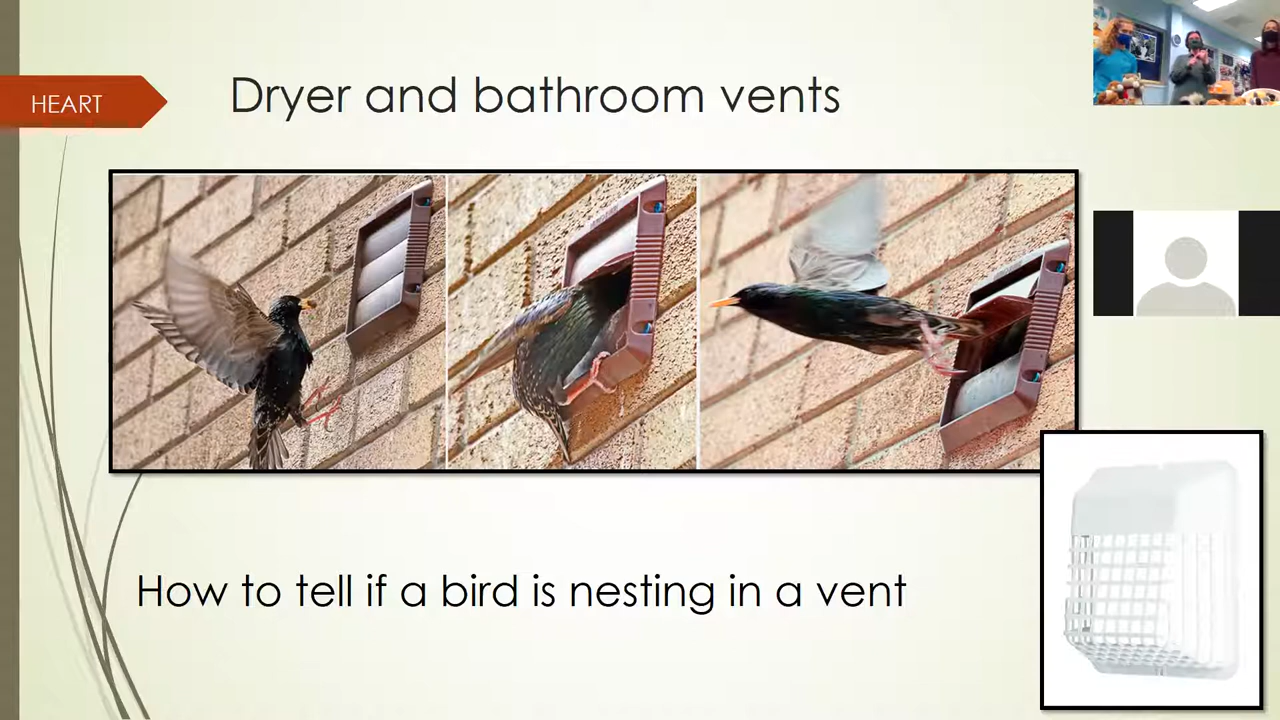 HEART
Dryer and bathroom vents
How to tell if a bird is nesting in a vent